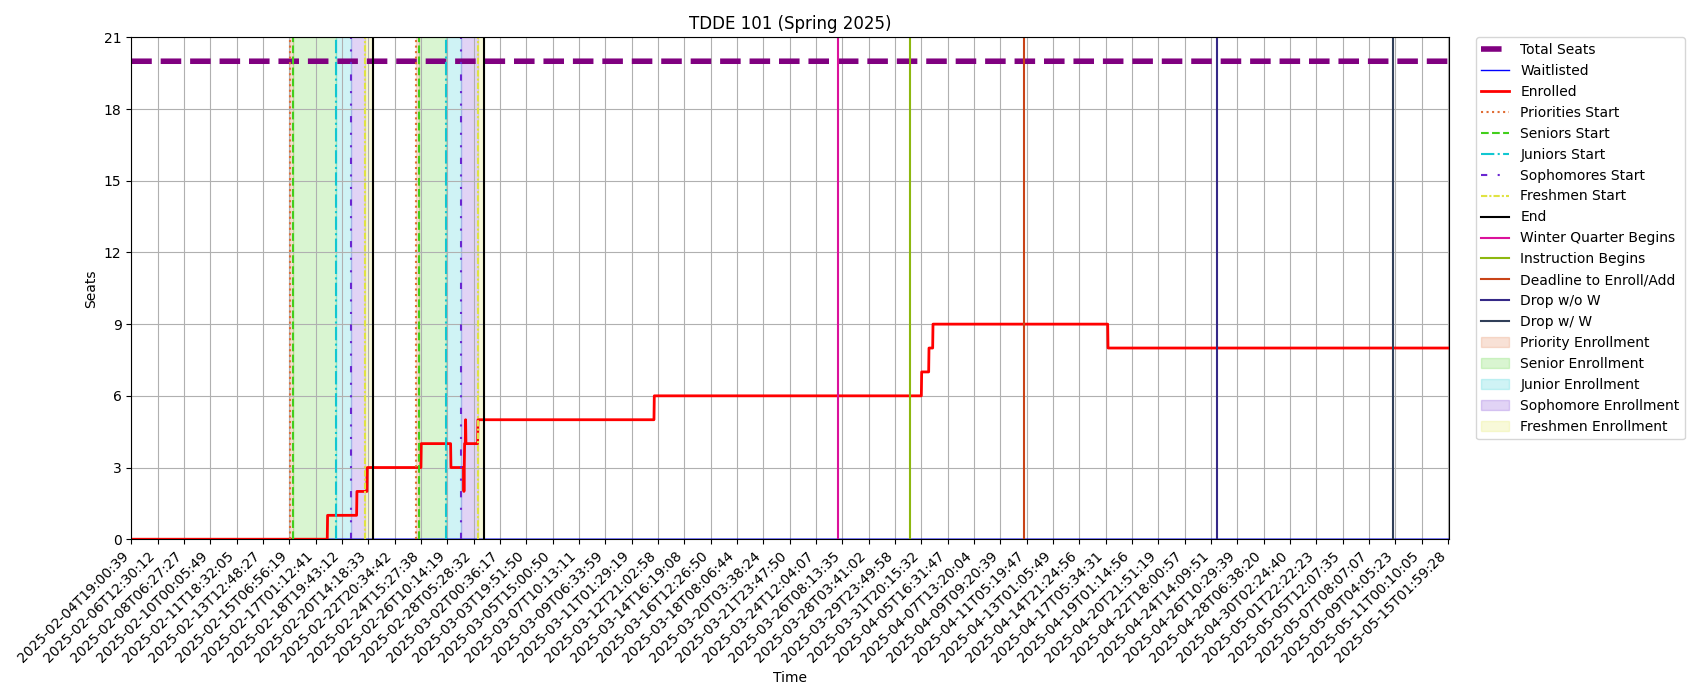 TDDE 101 (Spring 2025)
Seats
21
18
15
12
9
6
3
0
2025-02-04T19:00:39
2025-02-06T12:30:12
2025-02-08T06:27:27
2025-02-10T00:05:49
2025-02-11T18:32:05
2025-02-13T12:48:27
2025-02-15T06:56:19
2025-02-17T01:12:41
2025-02-18T19:43:12
2025-02-20T14:18:33
2025-02-22T20:34:42
2025-02-24T15:27:38
2025-02-26T10:14:19
2025-02-28T05:28:32
2025-03-02T00:36:17
2025-03-03T19:51:50
2025-03-05T15:00:50
2025-03-07T10:13:11
2025-03-09T06:33:59
2025-03-11T01:29:19
2025-03-12T21:02:58
2025-03-14T16:19:08
2025-03-16T12:26:50
2025-03-18T08:06:44
2025-03-20T03:38:24
2025-03-21T23:47:50
2025-03-24T12:04:07
2025-03-26T08:13:35
2025-03-28T03:41:02
2025-03-29T23:49:58
2025-03-31T20:15:32
2025-04-05T16:31:47
2025-04-07T13:20:04
2025-04-09T09:20:39
2025-04-11T05:19:47
2025-04-13T01:05:49
2025-04-14T21:24:56
2025-04-17T05:34:31
2025-04-19T01:14:56
2025-04-20T21:51:19
2025-04-22T18:00:57
2025-04-24T14:09:51
2025-04-26T10:29:39
2025-04-28T06:38:20
2025-04-30T02:24:40
2025-05-01T22:22:23
2025-05-05T12:07:35
2025-05-07T08:07:07
2025-05-09T04:05:23
2025-05-11T00:10:05
2025-05-15T01:59:28
Time
Total Seats
Waitlisted
Enrolled
Priorities Start
Seniors Start
Juniors Start
Sophomores Start
Freshmen Start
End
Winter Quarter Begins
Instruction Begins
Deadline to Enroll/Add
Drop w/o W
Drop w/ W
Priority Enrollment
Senior Enrollment
Junior Enrollment
Sophomore Enrollment
Freshmen Enrollment